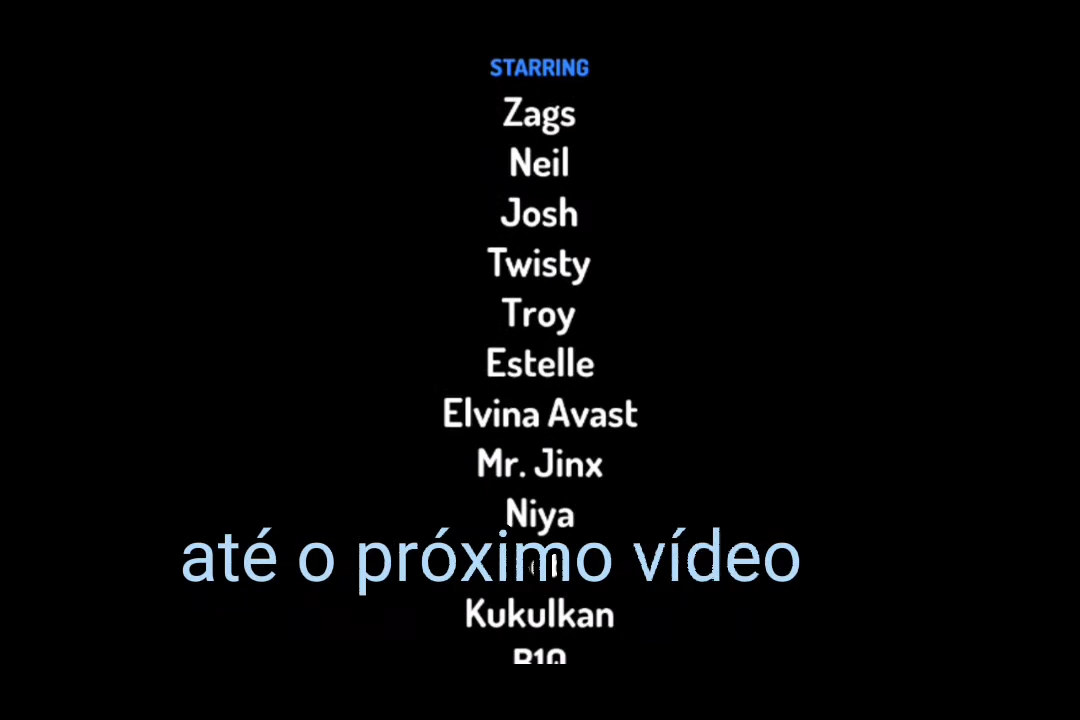 STARRING
Zags
Neil
Josh
Twisty
Troy
Estelle
Elvina Avast
Mr. Jinx
Niya
até o próximo vídeo
Kukulkan